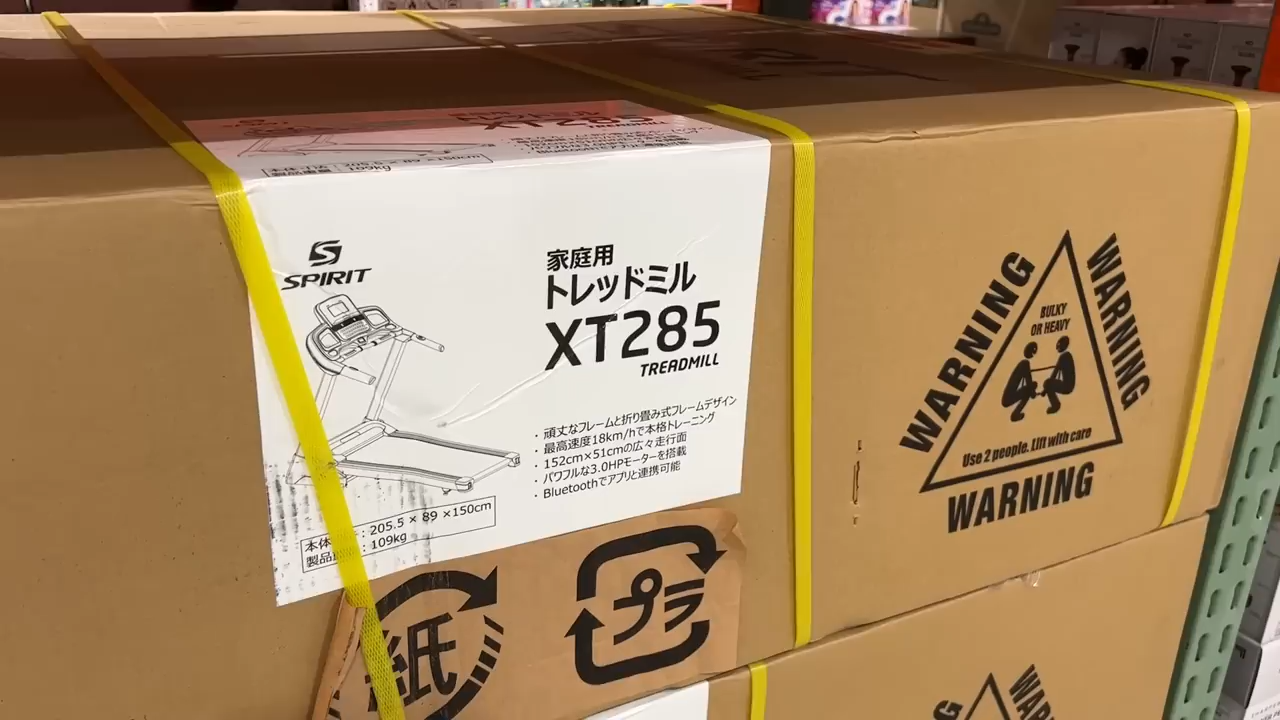 SPIRIT
家庭用
トレッドミル
XT285
TREADMILL
・頑丈なフレームと折り畳み式フレームデザイン
・最高速度18km/hで本格トレーニング
・152cm×51cmの広々走行面
・パワフルな3.0HPモーターを搭載
・Bluetoothでアプリと連携可能
本体 : 205.5 × 89 ×150cm
製品 : 109kg
紙
プラ
WARNING
WARNING
BULKY
OR HEAVY
Use 2 people. Lift with care
WARNING